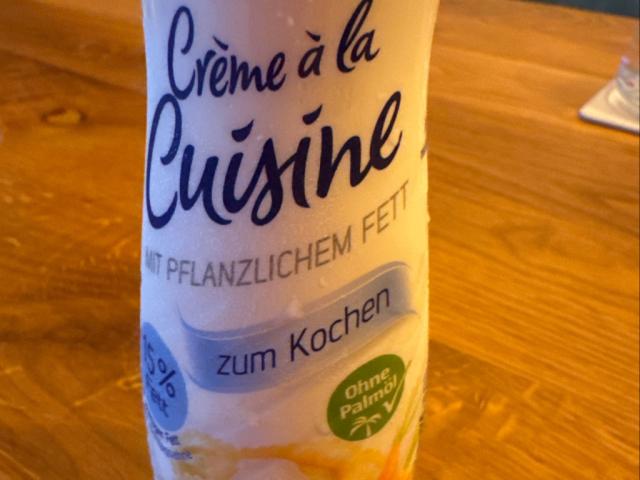 Crème à la
Cuisine
MIT PFLANZLICHEM FETT
zum Kochen
15%
Fett
Ohne
Palmöl